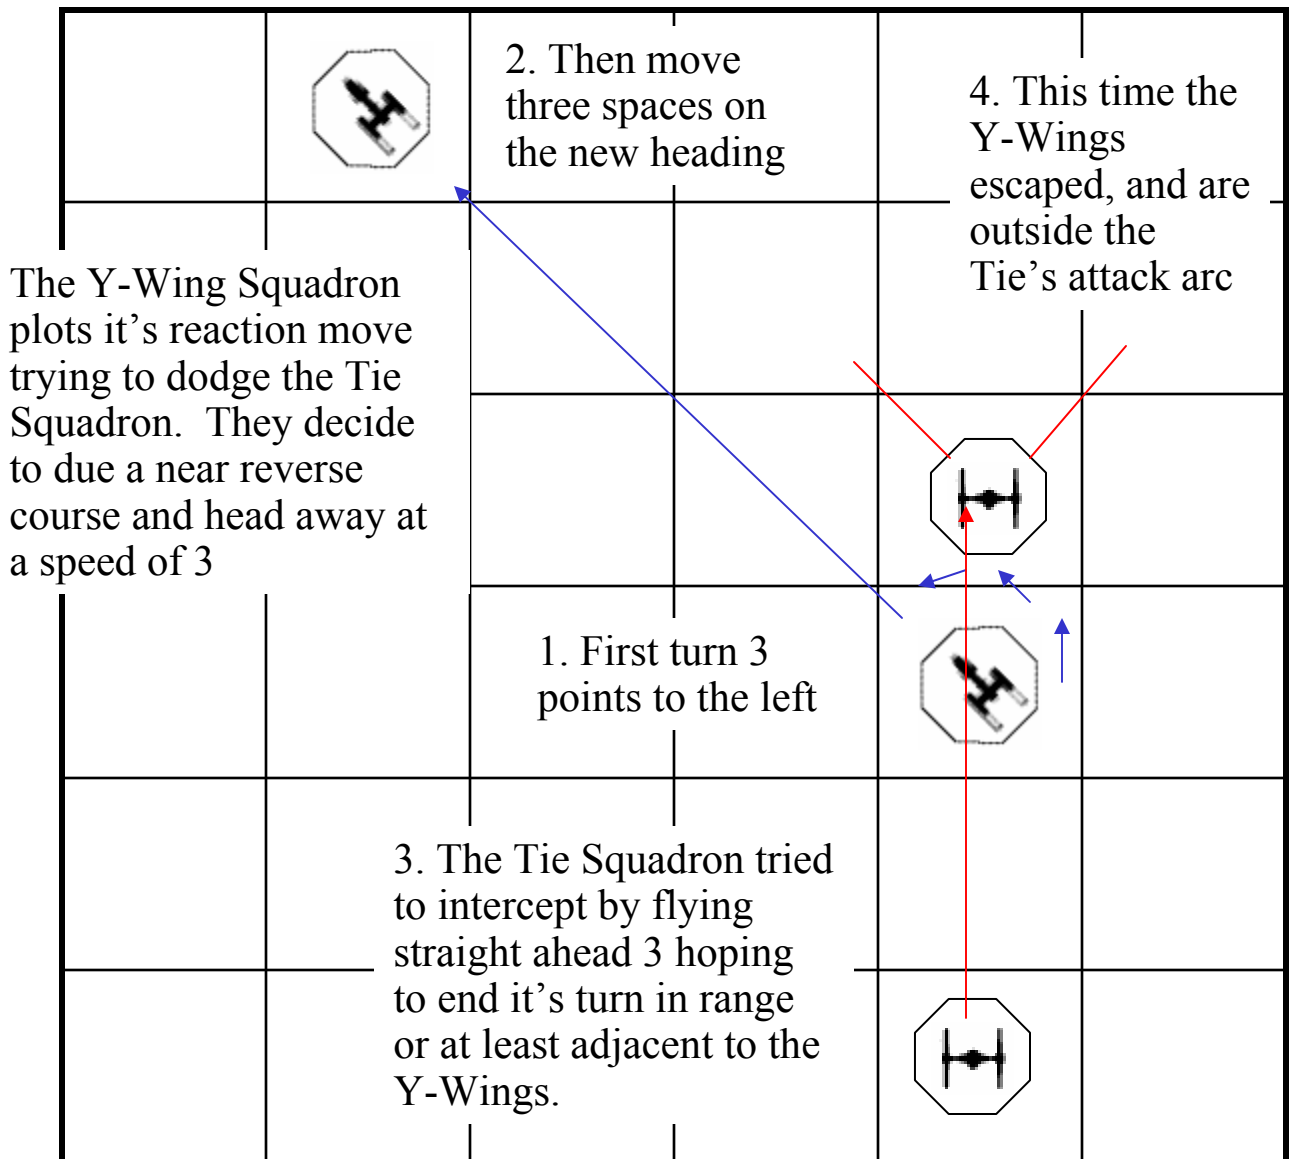 The Y-Wing Squadron
plots it’s reaction move
trying to dodge the Tie
Squadron.  They decide
to due a near reverse
course and head away at
a speed of 3
1. First turn 3
points to the left
2. Then move
three spaces on
the new heading
3. The Tie Squadron tried
to intercept by flying
straight ahead 3 hoping
to end it’s turn in range
or at least adjacent to the
Y-Wings.
4. This time the
Y-Wings
escaped, and are
outside the
Tie’s attack arc